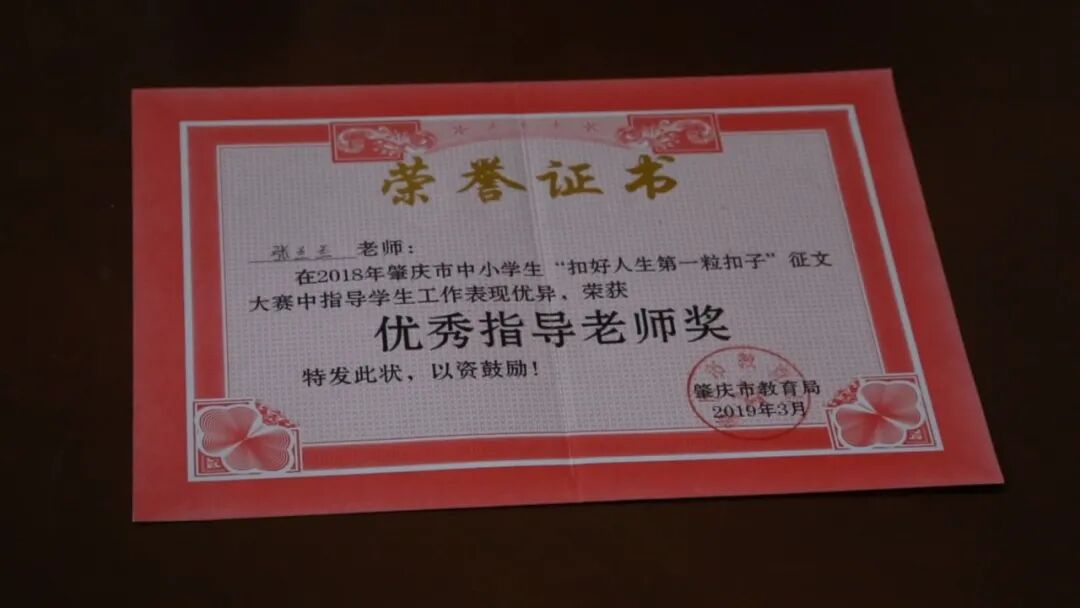 荣誉证书
张兰兰 老师：
在2018年肇庆市中小学生“扣好人生第一粒扣子”征文
大赛中指导学生工作表现优异、荣获
优秀指导老师奖
特发此状，以资鼓励！
肇庆市教育局
2019年3月